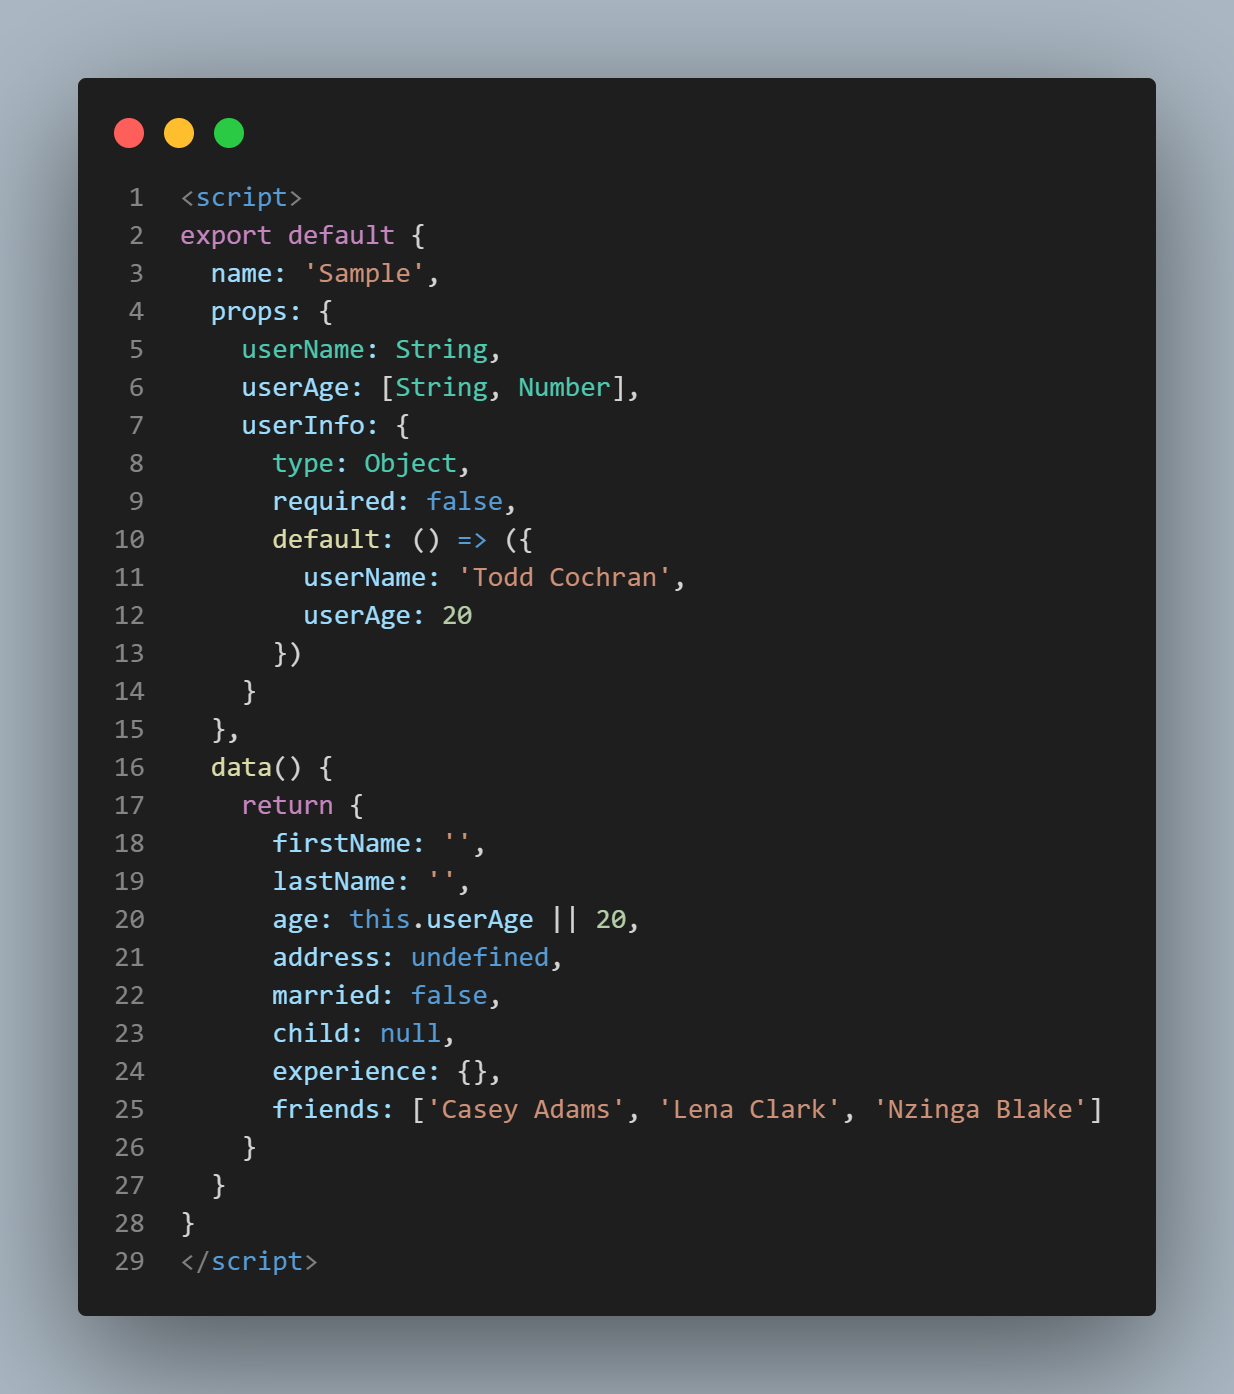 1 <script>
2 export default {
3   name: 'Sample',
4   props: {
5     userName: String,
6     userAge: [String, Number],
7     userInfo: {
8       type: Object,
9       required: false,
10       default: () => ({
11         userName: 'Todd Cochran',
12         userAge: 20
13       })
14     }
15   },
16   data() {
17     return {
18       firstName: '',
19       lastName: '',
20       age: this.userAge || 20,
21       address: undefined,
22       married: false,
23       child: null,
24       experience: {},
25       friends: ['Casey Adams', 'Lena Clark', 'Nzinga Blake']
26     }
27   }
28 }
29 </script>